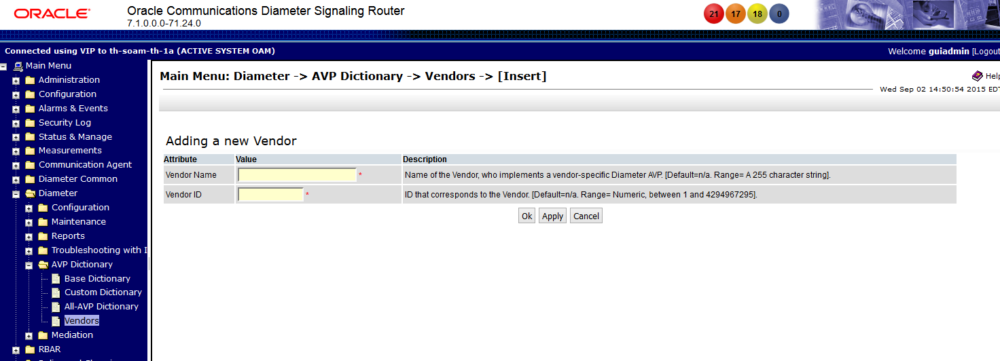 ORACLE
Oracle Communications Diameter Signaling Router
7.1.0.0.0-71.24.0
21 17 18 0
Connected using VIP to th-soam-th-1a (ACTIVE SYSTEM OAM)
Welcome guiadmin [Logout
Main Menu
Administration
Configuration
Alarms & Events
Security Log
Status & Manage
Measurements
Communication Agent
Diameter Common
Diameter
Configuration
Maintenance
Reports
Troubleshooting with I
AVP Dictionary
Base Dictionary
Custom Dictionary
All-AVP Dictionary
Vendors
Mediation
RBAR
Main Menu: Diameter -> AVP Dictionary -> Vendors -> [Insert]
Help
Wed Sep 02 14:50:54 2015 EDT
Adding a new Vendor
Attribute Value Description
Vendor Name * Name of the Vendor, who implements a vendor-specific Diameter AVP. [Default=n/a. Range= A 255 character string].
Vendor ID * ID that corresponds to the Vendor. [Default=n/a. Range= Numeric, between 1 and 4294967295].
Ok Apply Cancel